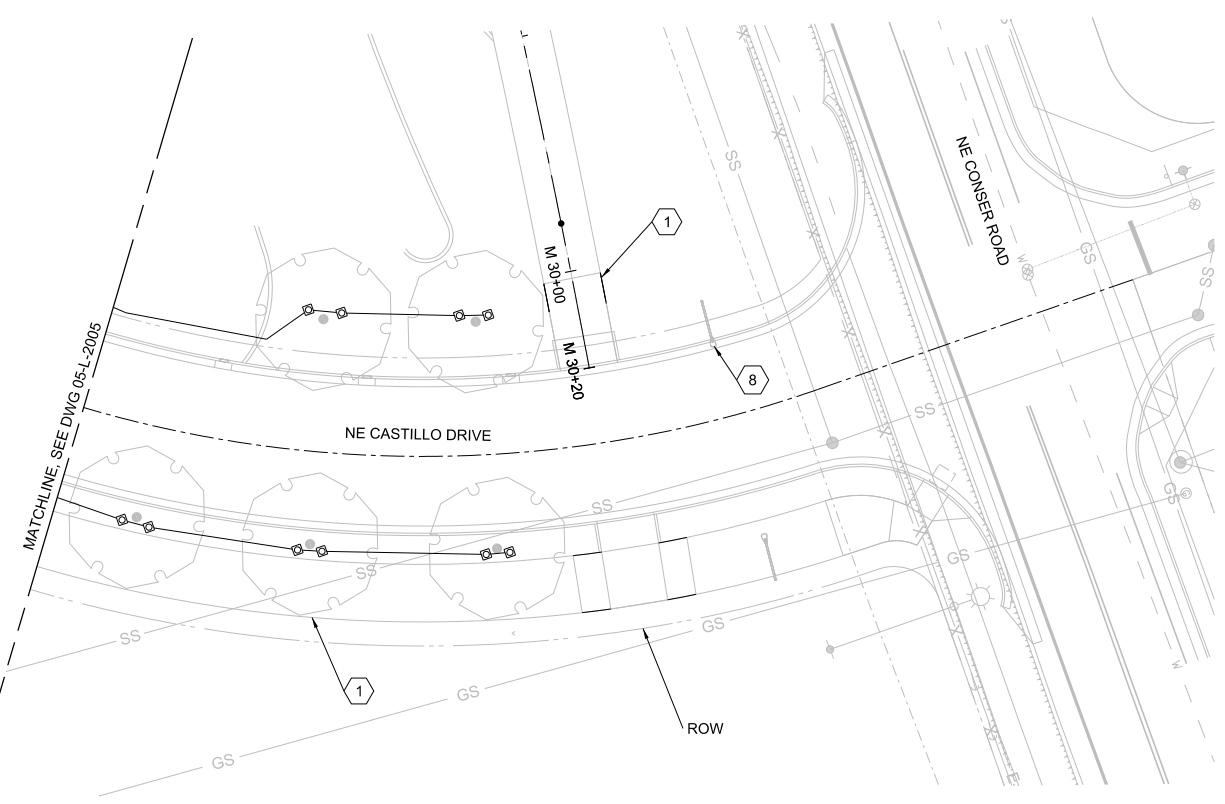 SS
X
X
NE CONSER ROAD
1
X
M 30+00
W
GS
SS
MATCHLINE, SEE DWG 05-L-2005
M 30+20
8
X
NE CASTILLO DRIVE
SS
X
SS
GS
X
SS
GS
SS
GS
X
W
1
GS
ROW
X
GS
E